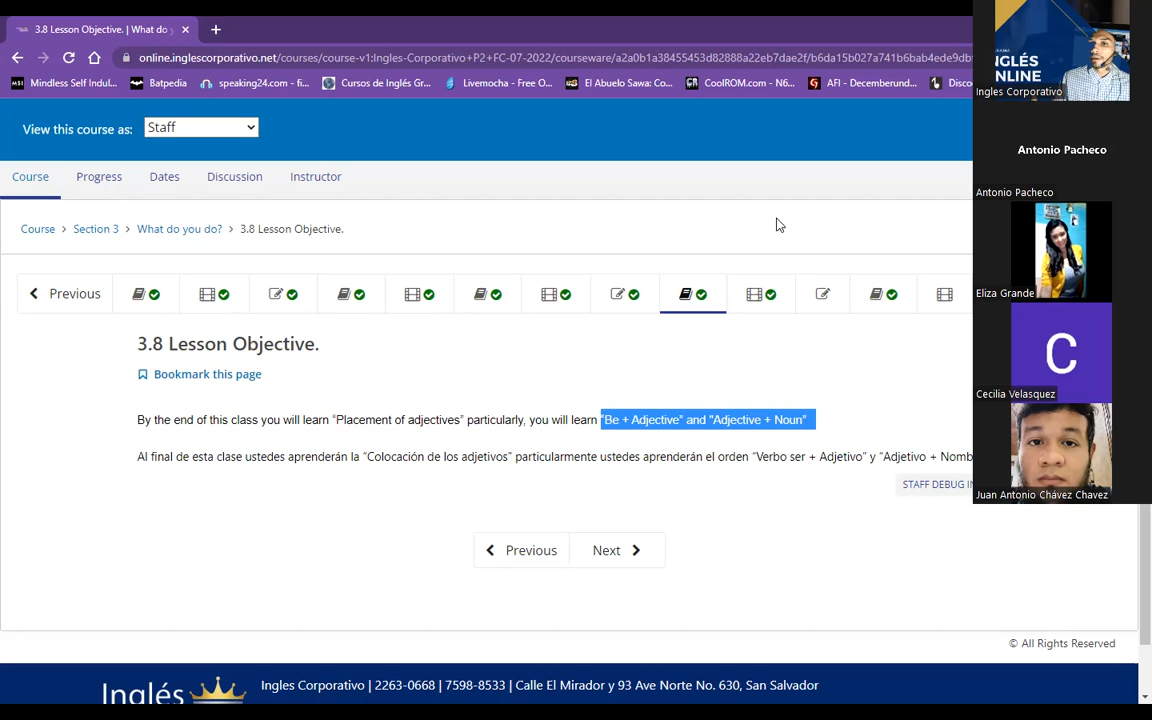 3.8 Lesson Objective. | What do y
online.inglescorporativo.net/courses/course-v1:Ingles-Corporativo+P2+FC-07-2022/courseware/a2a0b1a38455453d82888a22eb7dae2f/b6da15b027a741b6bab4ede9db
Mindless Self Indul... Batpedia speaking24.com - fi... Cursos de Inglés Gr... Livemocha - Free O... El Abuelo Sawa: Co... CoolROM.com - N6... AFI - Decemberund... Disco
INGLÉS
ONLINE
Ingles Corporativo
View this course as: Staff
Antonio Pacheco
Antonio Pacheco
Course Progress Dates Discussion Instructor
Course > Section 3 > What do you do? > 3.8 Lesson Objective.
Eliza Grande
Previous
3.8 Lesson Objective.
C
Bookmark this page
Cecilia Velasquez
By the end of this class you will learn “Placement of adjectives” particularly, you will learn “Be + Adjective” and "Adjective + Noun”
Al final de esta clase ustedes aprenderán la “Colocación de los adjetivos” particularmente ustedes aprenderán el orden “Verbo ser + Adjetivo” y “Adjetivo + Nomb
STAFF DEBUG IN
Juan Antonio Chávez Chavez
Previous Next
© All Rights Reserved
Inglés
Ingles Corporativo | 2263-0668 | 7598-8533 | Calle El Mirador y 93 Ave Norte No. 630, San Salvador